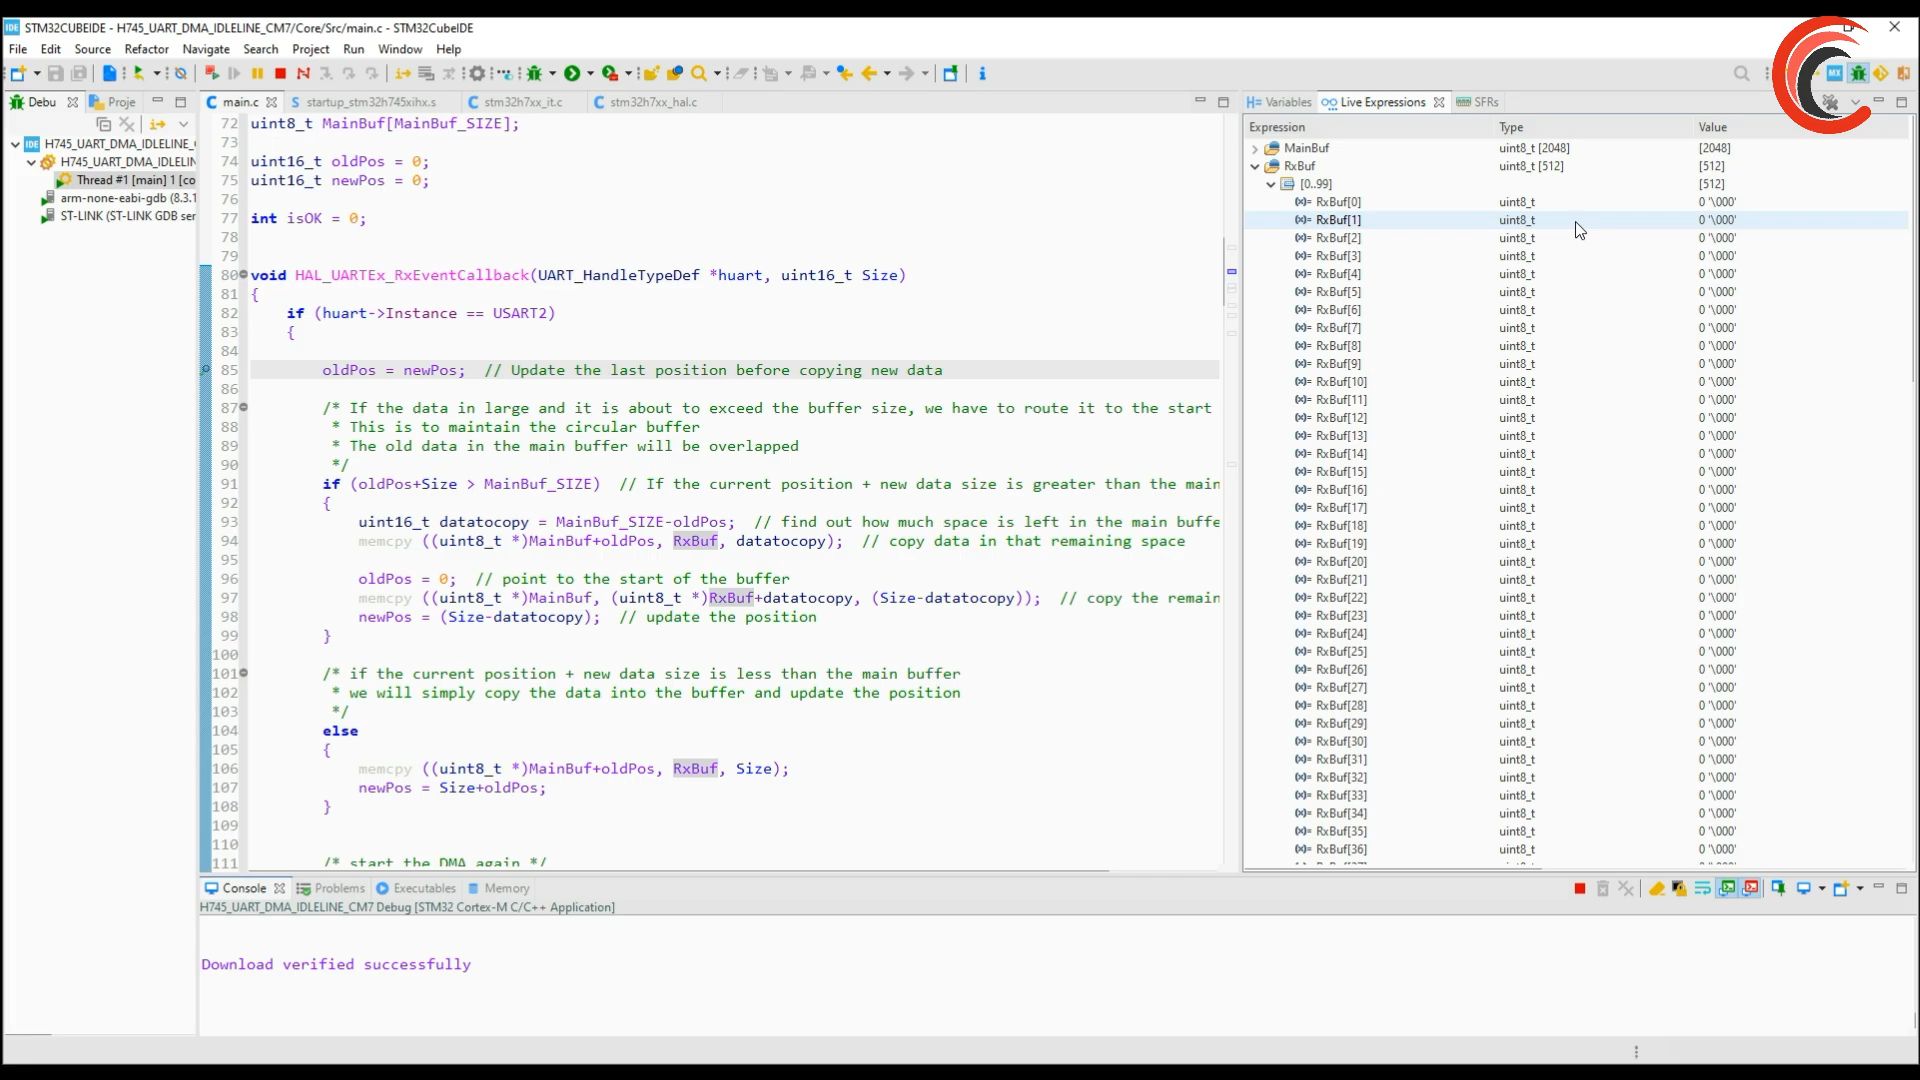 IDE STM32CUBEIDE - H745_UART_DMA_IDLELINE_CM7/Core/Src/main.c - STM32CubeIDE
File Edit Source Refactor Navigate Search Project Run Window Help
MX
Debu Proje
main.c startup_stm32h745xihx.s stm32h7xx_it.c stm32h7xx_hal.c
IDE H745_UART_DMA_IDLELINE_
H745_UART_DMA_IDLELIN
Thread #1 [main] 1 [co
arm-none-eabi-gdb (8.3.1
ST-LINK (ST-LINK GDB ser
72 uint8_t MainBuf[MainBuf_SIZE];
73
74 uint16_t oldPos = 0;
75 uint16_t newPos = 0;
76
77 int isOK = 0;
78
79
80 void HAL_UARTEx_RxEventCallback(UART_HandleTypeDef *huart, uint16_t Size)
81 {
82 if (huart->Instance == USART2)
83 {
84
85 oldPos = newPos; // Update the last position before copying new data
86
87 /* If the data in large and it is about to exceed the buffer size, we have to route it to the start
88 * This is to maintain the circular buffer
89 * The old data in the main buffer will be overlapped
90 */
91 if (oldPos+Size > MainBuf_SIZE) // If the current position + new data size is greater than the main
92 {
93 uint16_t datatocopy = MainBuf_SIZE-oldPos; // find out how much space is left in the main buffe
94 memcpy ((uint8_t *)MainBuf+oldPos, RxBuf, datatocopy); // copy data in that remaining space
95
96 oldPos = 0; // point to the start of the buffer
97 memcpy ((uint8_t *)MainBuf, (uint8_t *)RxBuf+datatocopy, (Size-datatocopy)); // copy the remain
98 newPos = (Size-datatocopy); // update the position
99 }
100
101 /* if the current position + new data size is less than the main buffer
102 * we will simply copy the data into the buffer and update the position
103 */
104 else
105 {
106 memcpy ((uint8_t *)MainBuf+oldPos, RxBuf, Size);
107 newPos = Size+oldPos;
108 }
109
110
111 /* start the DMA again */
Variables Live Expressions SFRs
Expression Type Value
MainBuf uint8_t [2048] [2048]
RxBuf uint8_t [512] [512]
[0..99] [512]
(x)= RxBuf[0] uint8_t 0 '\000'
(x)= RxBuf[1] uint8_t 0 '\000'
(x)= RxBuf[2] uint8_t 0 '\000'
(x)= RxBuf[3] uint8_t 0 '\000'
(x)= RxBuf[4] uint8_t 0 '\000'
(x)= RxBuf[5] uint8_t 0 '\000'
(x)= RxBuf[6] uint8_t 0 '\000'
(x)= RxBuf[7] uint8_t 0 '\000'
(x)= RxBuf[8] uint8_t 0 '\000'
(x)= RxBuf[9] uint8_t 0 '\000'
(x)= RxBuf[10] uint8_t 0 '\000'
(x)= RxBuf[11] uint8_t 0 '\000'
(x)= RxBuf[12] uint8_t 0 '\000'
(x)= RxBuf[13] uint8_t 0 '\000'
(x)= RxBuf[14] uint8_t 0 '\000'
(x)= RxBuf[15] uint8_t 0 '\000'
(x)= RxBuf[16] uint8_t 0 '\000'
(x)= RxBuf[17] uint8_t 0 '\000'
(x)= RxBuf[18] uint8_t 0 '\000'
(x)= RxBuf[19] uint8_t 0 '\000'
(x)= RxBuf[20] uint8_t 0 '\000'
(x)= RxBuf[21] uint8_t 0 '\000'
(x)= RxBuf[22] uint8_t 0 '\000'
(x)= RxBuf[23] uint8_t 0 '\000'
(x)= RxBuf[24] uint8_t 0 '\000'
(x)= RxBuf[25] uint8_t 0 '\000'
(x)= RxBuf[26] uint8_t 0 '\000'
(x)= RxBuf[27] uint8_t 0 '\000'
(x)= RxBuf[28] uint8_t 0 '\000'
(x)= RxBuf[29] uint8_t 0 '\000'
(x)= RxBuf[30] uint8_t 0 '\000'
(x)= RxBuf[31] uint8_t 0 '\000'
(x)= RxBuf[32] uint8_t 0 '\000'
(x)= RxBuf[33] uint8_t 0 '\000'
(x)= RxBuf[34] uint8_t 0 '\000'
(x)= RxBuf[35] uint8_t 0 '\000'
(x)= RxBuf[36] uint8_t 0 '\000'
Console Problems Executables Memory
H745_UART_DMA_IDLELINE_CM7 Debug [STM32 Cortex-M C/C++ Application]
Download verified successfully